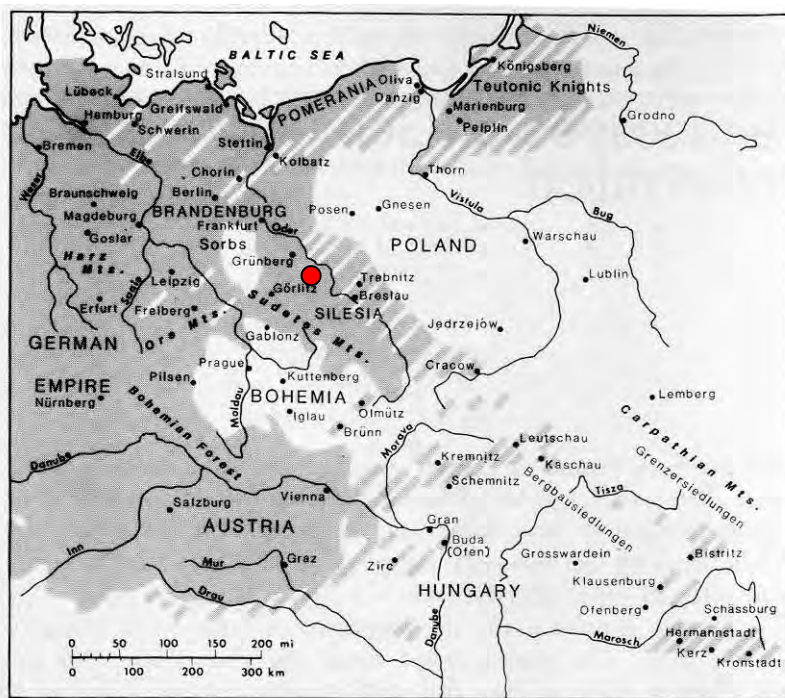 BALTIC SEA
Niemen
Stralsund
Königsberg
Oliva
Lübeck
Danzig
Teutonic Knights
POMERANIA
Hamburg
Greifswald
Marienburg
Schwerin
Pelplin
Grodno
Bremen
Stettin
Kolbatz
Elbe
Chorin
Thorn
Weser
Berlin
Vistula
Braunschweig
Posen
Gnesen
Bug
BRANDENBURG
Magdeburg
Frankfurt
Oder
Goslar
Sorbs
POLAND
Warschau
Harz
Mts.
Grünberg
Leipzig
Trebnitz
Lublin
Görlitz
Breslau
Saale
Erfurt
Freiberg
Sudetes Mts.
SILESIA
Ore Mts.
Gablonz
Jędrzejów
GERMAN
Prague
Cracow
EMPIRE
Pilsen
Kuttenberg
Nürnberg
BOHEMIA
Lemberg
Moldau
Iglau
Olmütz
Bohemian Forest
Brünn
Carpathian Mts.
Morava
Leutschau
Grenzersiedlungen
Danube
Kremnitz
Kaschau
Schemnitz
Tisza
Bergbausiedlungen
Salzburg
Vienna
AUSTRIA
Gran
Inn
Buda
(Ofen)
Mur
Graz
Zirc
Grosswardein
Bistritz
Drau
HUNGARY
Klausenburg
Ofenberg
Schässburg
Danube
Marosch
Hermannstadt
Kerz
Kronstadt
0 50 100 150 200 mi
0 100 200 300 km